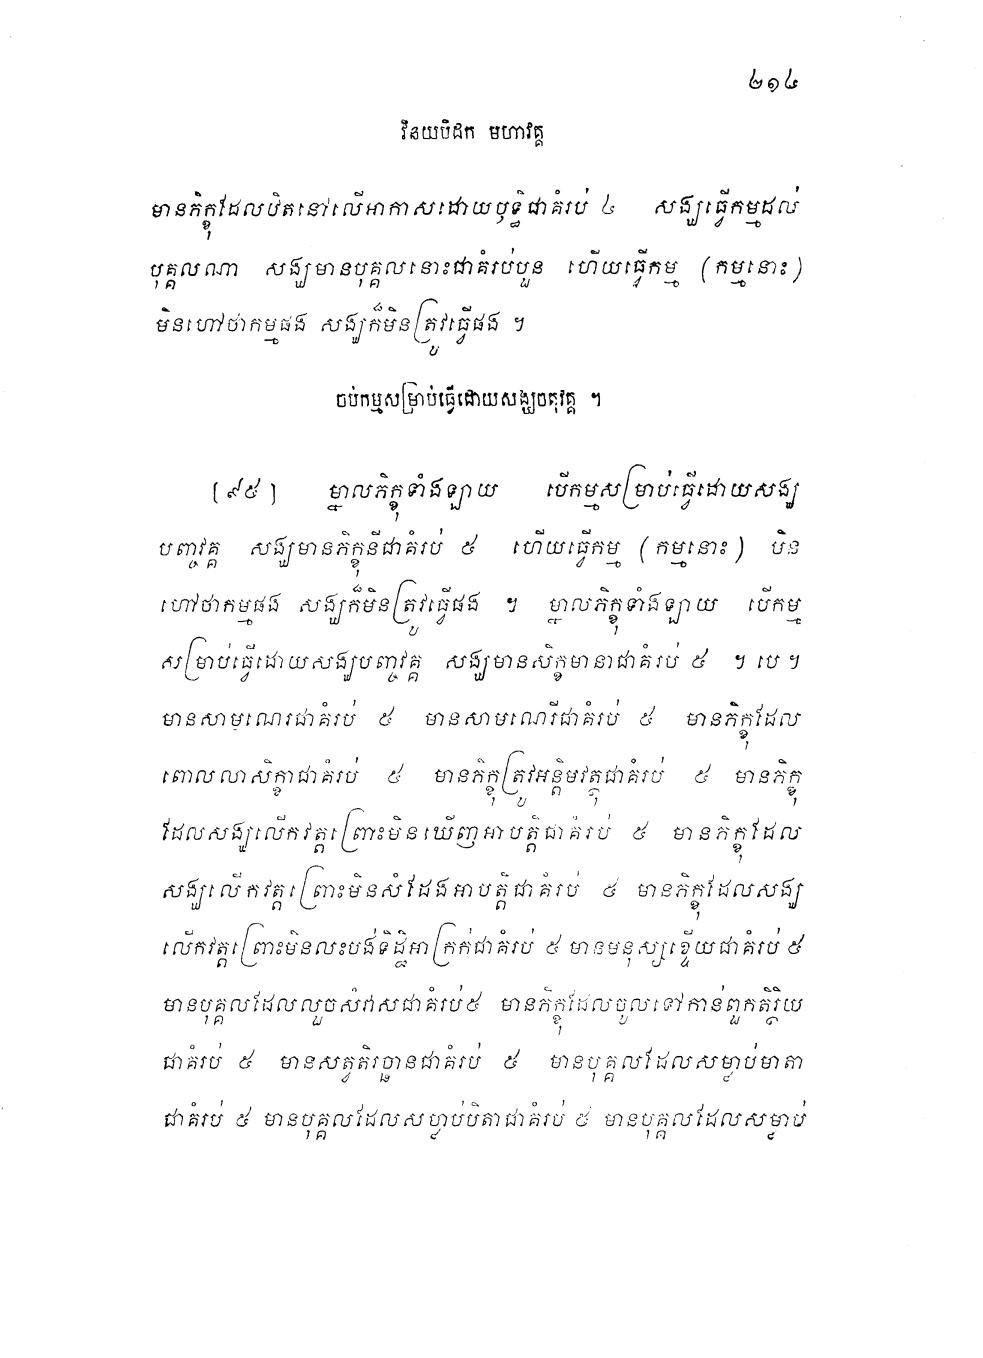 ២១៤
វិនយបិដក មហាវគ្គ
មានភិក្ខុដែលឋិតនៅលើអាកាសដោយឫទ្ធិជាគំរប់ ៤ សង្ឃធ្វើកម្មដល់
បុគ្គលណា សង្ឃមានបុគ្គលនោះជាគំរប់បួន ហើយធ្វើកម្ម (កម្មនោះ)
មិនហៅថាកម្មផង សង្ឃក៏មិនត្រូវធ្វើផង ។
ចប់កម្មសម្រាប់ធ្វើដោយសង្ឃចតុវគ្គ ។
[៩៥] ម្នាលភិក្ខុទាំងឡាយ បើកម្មសម្រាប់ធ្វើដោយសង្ឃ
បញ្ចវគ្គ សង្ឃមានភិក្ខុនីជាគំរប់ ៥ ហើយធ្វើកម្ម (កម្មនោះ) មិន
ហៅថាកម្មផង សង្ឃក៏មិនត្រូវធ្វើផង ។ ម្នាលភិក្ខុទាំងឡាយ បើកម្ម
សម្រាប់ធ្វើដោយសង្ឃបញ្ចវគ្គ សង្ឃមានសិក្ខមានាជាគំរប់ ៥ ។ បេ ។
មានសាមណេរជាគំរប់ ៥ មានសាមណេរីជាគំរប់ ៥ មានភិក្ខុដែល
ពោលលាសិក្ខាជាគំរប់ ៥ មានភិក្ខុត្រូវអន្តិមវត្ថុជាគំរប់ ៥ មានភិក្ខុ
ដែលសង្ឃលើកវត្តព្រោះមិនឃើញអាបត្តិជាគំរប់ ៥ មានភិក្ខុដែល
សង្ឃលើកវត្តព្រោះមិនសំដែងអាបត្តិជាគំរប់ ៥ មានភិក្ខុដែលសង្ឃ
លើកវត្តព្រោះមិនលះបង់ទិដ្ឋិអាក្រក់ជាគំរប់ ៥ មានមនុស្សខ្ទើយជាគំរប់ ៥
មានបុគ្គលដែលលួចសំវាសជាគំរប់ ៥ មានភិក្ខុដែលចូលទៅកាន់ពួកតិរ្ថិយ
ជាគំរប់ ៥ មានសត្វតិរច្ឆានជាគំរប់ ៥ មានបុគ្គលដែលសម្លាប់មាតា
ជាគំរប់ ៥ មានបុគ្គលដែលសម្លាប់បិតាជាគំរប់ ៥ មានបុគ្គលដែលសម្លាប់